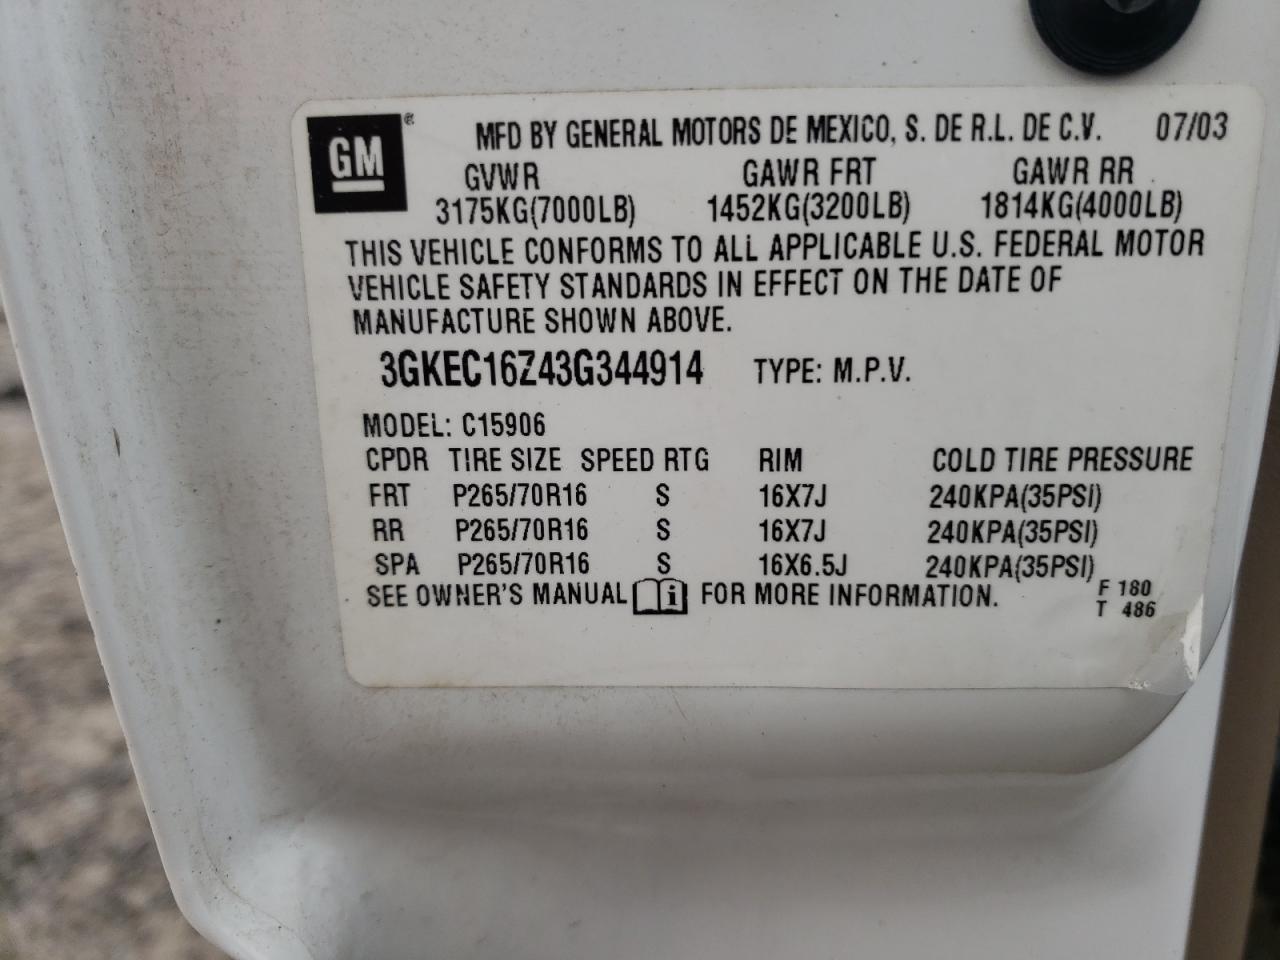 GM ® MFD BY GENERAL MOTORS DE MEXICO, S. DE R.L. DE C.V. 07/03
GVWR GAWR FRT GAWR RR
3175KG(7000LB) 1452KG(3200LB) 1814KG(4000LB)
THIS VEHICLE CONFORMS TO ALL APPLICABLE U.S. FEDERAL MOTOR
VEHICLE SAFETY STANDARDS IN EFFECT ON THE DATE OF
MANUFACTURE SHOWN ABOVE.
3GKEC16Z43G344914 TYPE: M.P.V.
MODEL: C15906
CPDR TIRE SIZE SPEED RTG RIM COLD TIRE PRESSURE
FRT P265/70R16 S 16X7J 240KPA(35PSI)
RR P265/70R16 S 16X7J 240KPA(35PSI)
SPA P265/70R16 S 16X6.5J 240KPA(35PSI)
SEE OWNER'S MANUAL i FOR MORE INFORMATION. F 180
T 486